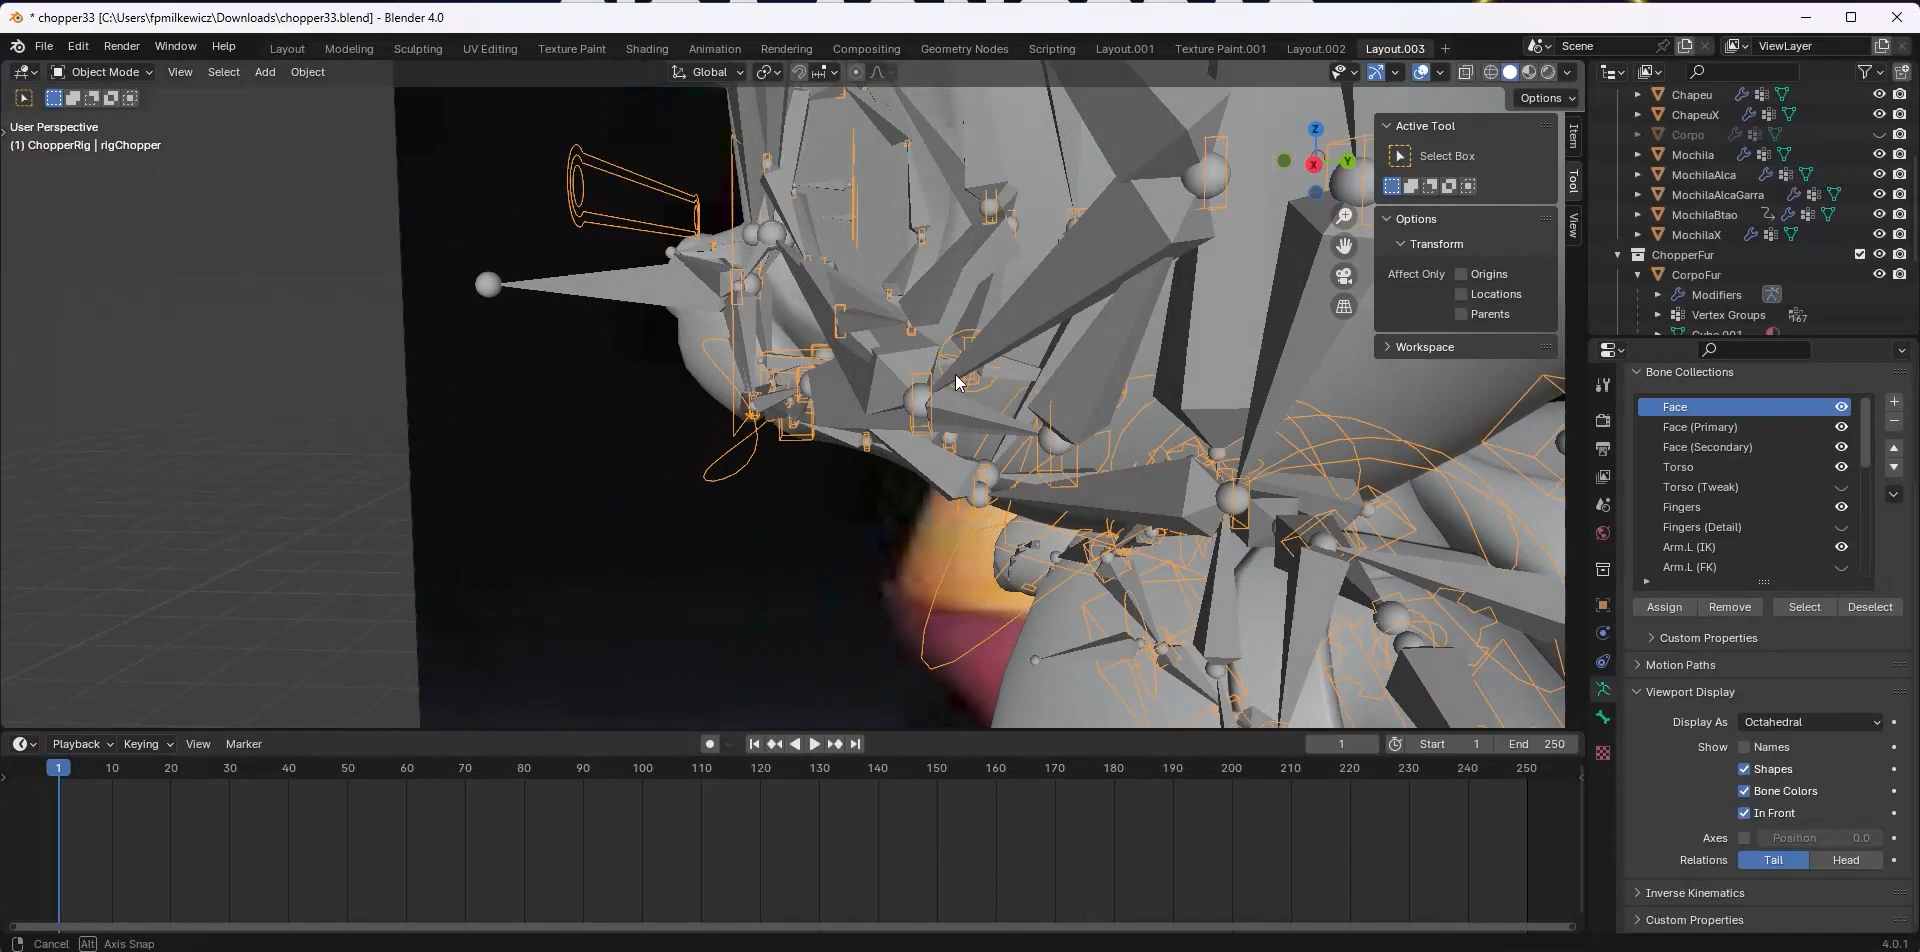 * chopper33 [C:\Users\fpmilkewicz\Downloads\chopper33.blend] - Blender 4.0
File Edit Render Window Help Layout Modeling Sculpting UV Editing Texture Paint Shading Animation Rendering Compositing Geometry Nodes Scripting Layout.001 Texture Paint.001 Layout.002 Layout.003 + Scene ViewLayer
Object Mode View Select Add Object Global
Options
User Perspective
(1) ChopperRig | rigChopper
Z
Y
X
Active Tool
Select Box
Options
Transform
Affect Only Origins
Locations
Parents
Workspace
Item
Tool
View
Chapeu
ChapeuX
Corpo
Mochila
MochilaAlca
MochilaAlcaGarra
MochilaBtao
MochilaX
ChopperFur
CorpoFur
Modifiers
Vertex Groups 167
Cube.001
Bone Collections
Face
Face (Primary)
Face (Secondary)
Torso
Torso (Tweak)
Fingers
Fingers (Detail)
Arm.L (IK)
Arm.L (FK)
Assign Remove Select Deselect
Custom Properties
Motion Paths
Viewport Display
Display As Octahedral
Show Names
Shapes
Bone Colors
In Front
Axes Position 0.0
Relations Tail Head
Inverse Kinematics
Custom Properties
Playback Keying View Marker 1 Start 1 End 250
1 10 20 30 40 50 60 70 80 90 100 110 120 130 140 150 160 170 180 190 200 210 220 230 240 250
Cancel Alt Axis Snap 4.0.1